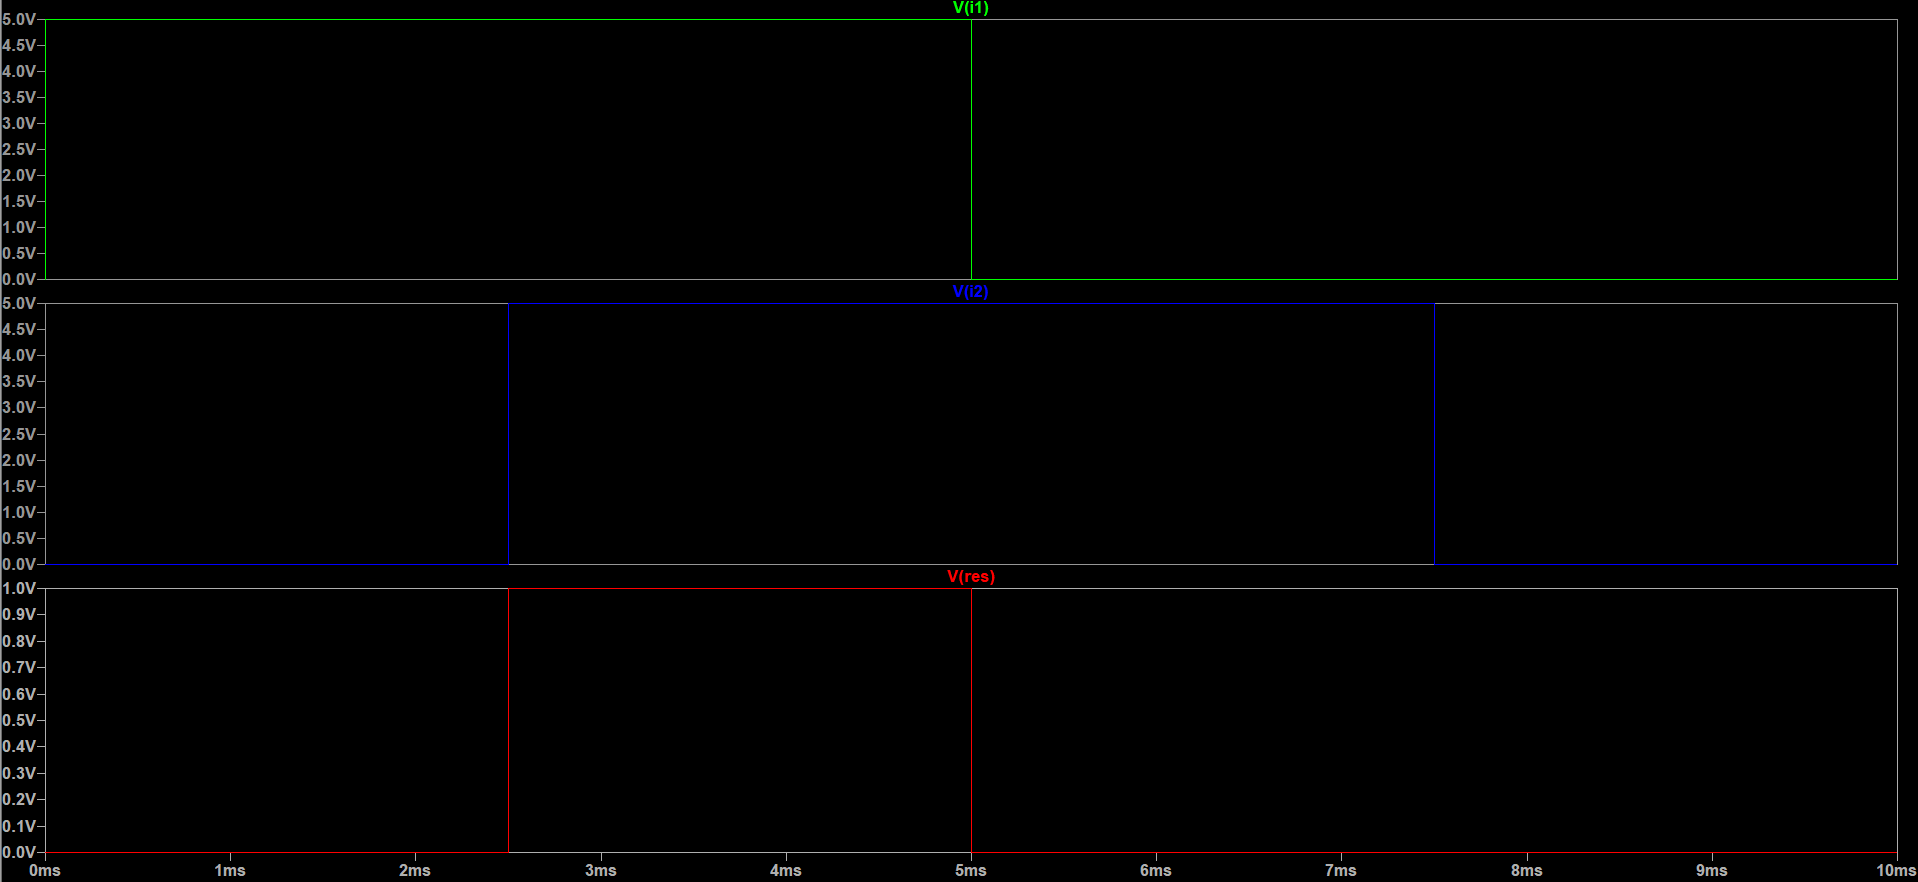 V(i1)
5.0V
4.5V
4.0V
3.5V
3.0V
2.5V
2.0V
1.5V
1.0V
0.5V
0.0V
V(i2)
5.0V
4.5V
4.0V
3.5V
3.0V
2.5V
2.0V
1.5V
1.0V
0.5V
0.0V
V(res)
1.0V
0.9V
0.8V
0.7V
0.6V
0.5V
0.4V
0.3V
0.2V
0.1V
0.0V
0ms 1ms 2ms 3ms 4ms 5ms 6ms 7ms 8ms 9ms 10ms